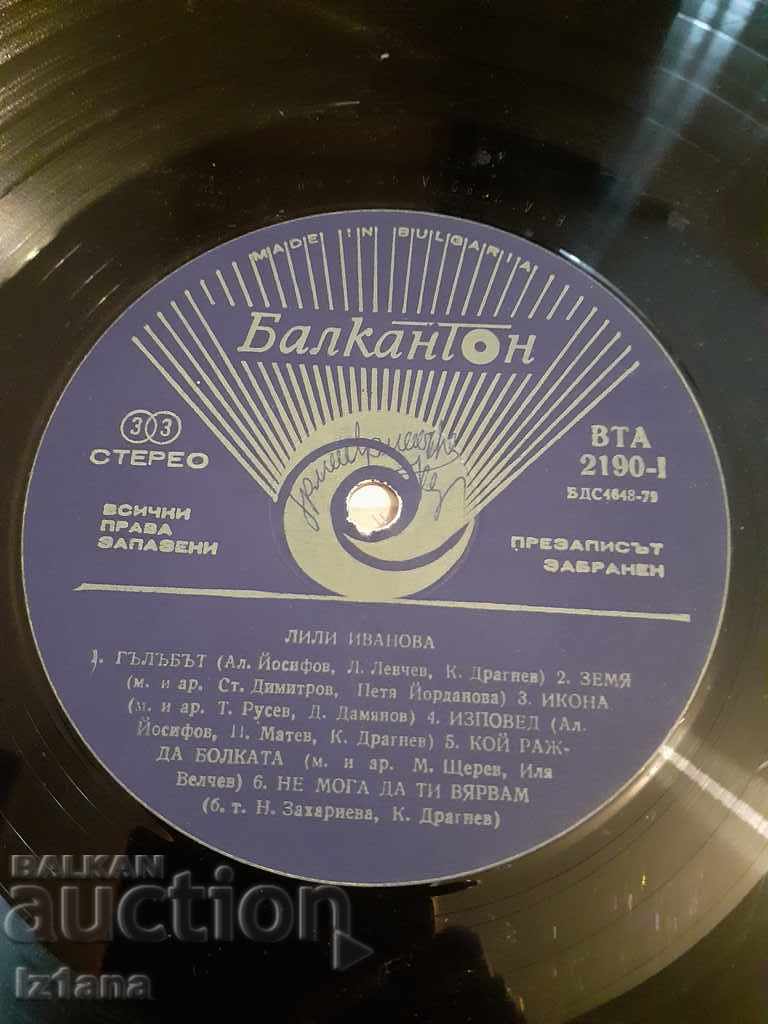 MADE IN BULGARIA
Балкантон
33
СТЕРЕО
ВТА
2190-I
БДС4648-79
ВСИЧКИ
ПРАВА
ЗАПАЗЕНИ
ПРЕЗАПИСЪТ
ЗАБРАНЕН
ЛИЛИ ИВАНОВА
1. ГЪЛЪБЪТ (Ал. Йосифов, Л. Левчев, К. Драгнев) 2. ЗЕМЯ
(м. и ар. Ст. Димитров, Петя Йорданова) 3. ИКОНА
(м. и ар. Т. Русев, Д. Дамянов) 4. ИЗПОВЕД (Ал.
Йосифов, П. Матев, К. Драгнев) 5. КОЙ РАЖ-
ДА БОЛКАТА (м. и ар. М. Щерев, Иля
Велчев) 6. НЕ МОГА ДА ТИ ВЯРВАМ
(б. т. Н. Захариева, К. Драгнев)
BALKAN
auction
iz1ana